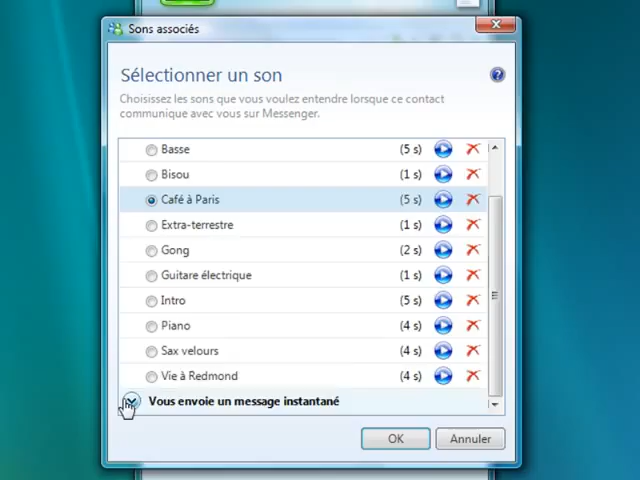 Sons associés
Sélectionner un son
Choisissez les sons que vous voulez entendre lorsque ce contact
communique avec vous sur Messenger.
Basse (5 s)
Bisou (1 s)
Café à Paris (5 s)
Extra-terrestre (1 s)
Gong (2 s)
Guitare électrique (1 s)
Intro (5 s)
Piano (4 s)
Sax velours (4 s)
Vie à Redmond (4 s)
Vous envoie un message instantané
OK Annuler